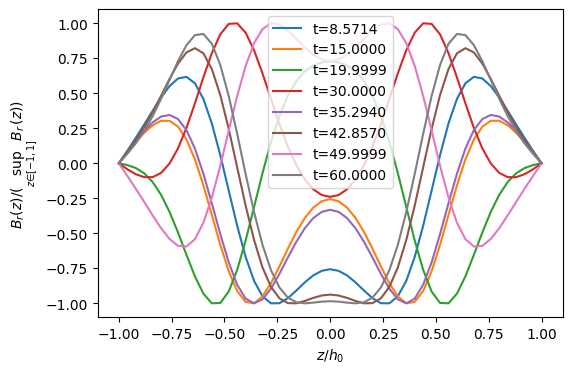 1.00
0.75
0.50
0.25
0.00
−0.25
−0.50
−0.75
−1.00
B_r(z)/( sup B_r(z))
z∈[−1, 1]
t=8.5714
t=15.0000
t=19.9999
t=30.0000
t=35.2940
t=42.8570
t=49.9999
t=60.0000
−1.00 −0.75 −0.50 −0.25 0.00 0.25 0.50 0.75 1.00
z/h₀